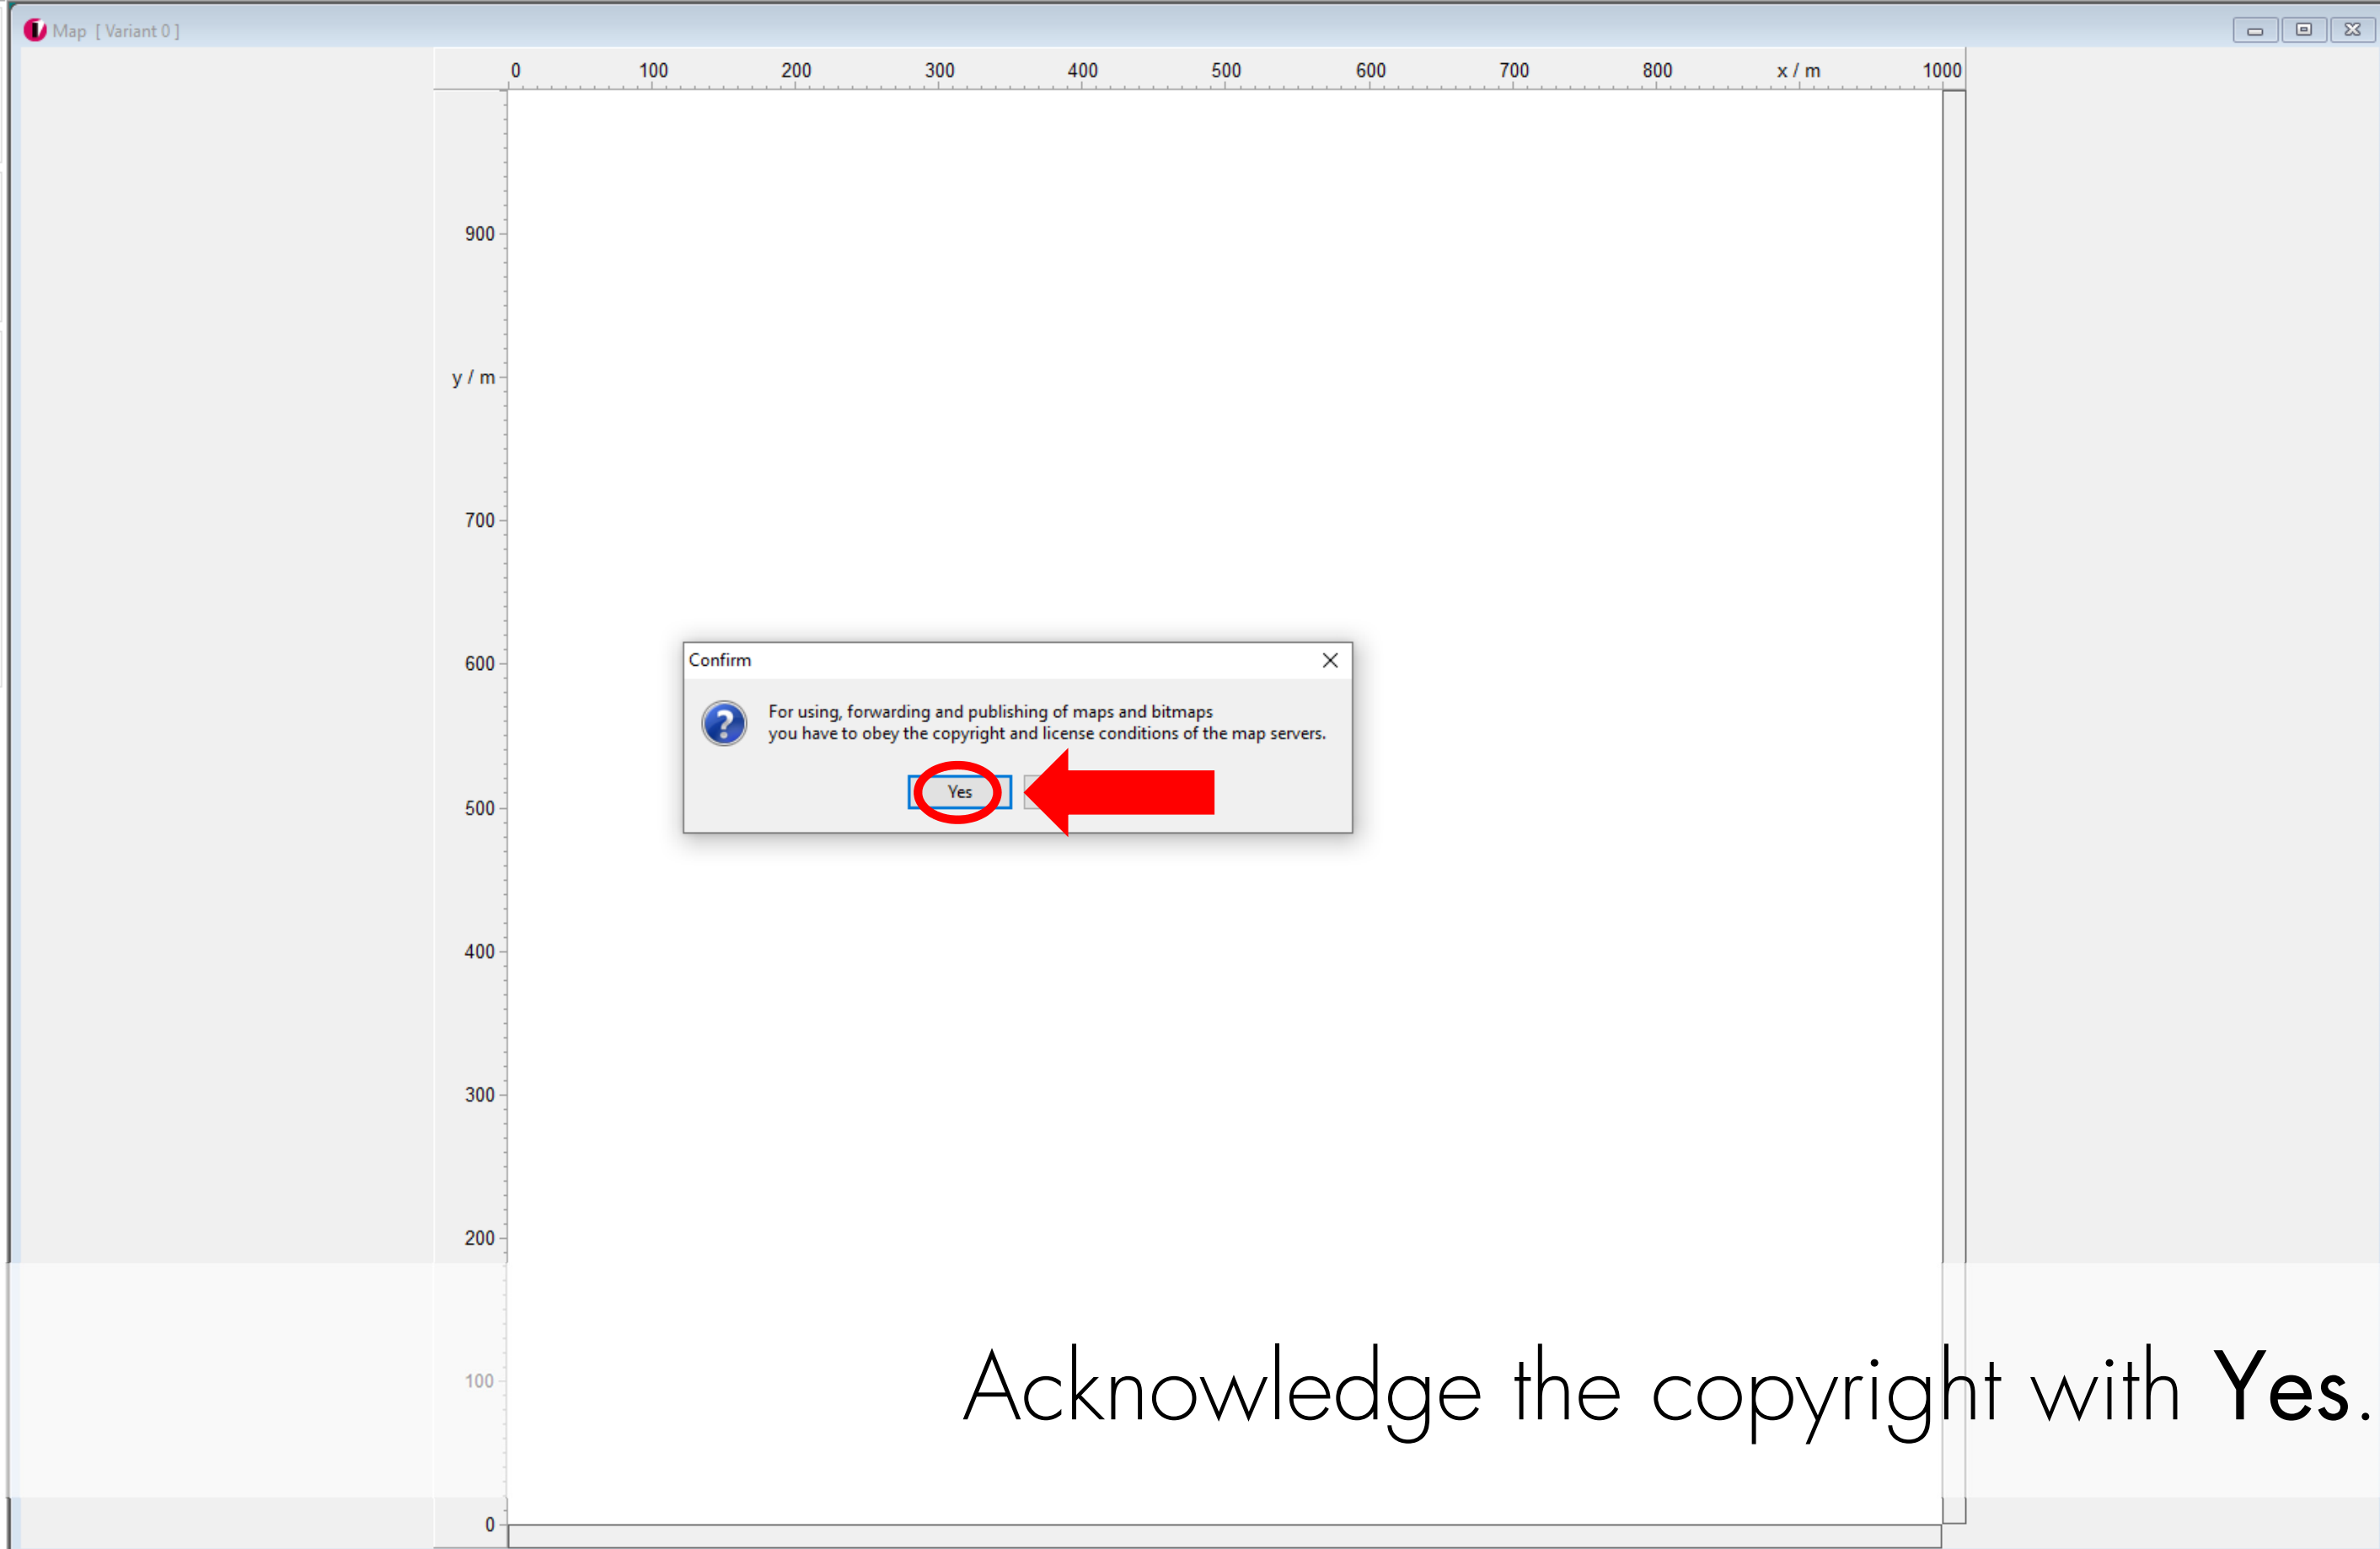 Map [ Variant 0 ]
0 100 200 300 400 500 600 700 800 x / m 1000
900
y / m
700
600
Confirm
For using, forwarding and publishing of maps and bitmaps
you have to obey the copyright and license conditions of the map servers.
Yes
500
400
300
200
100
Acknowledge the copyright with Yes.
0